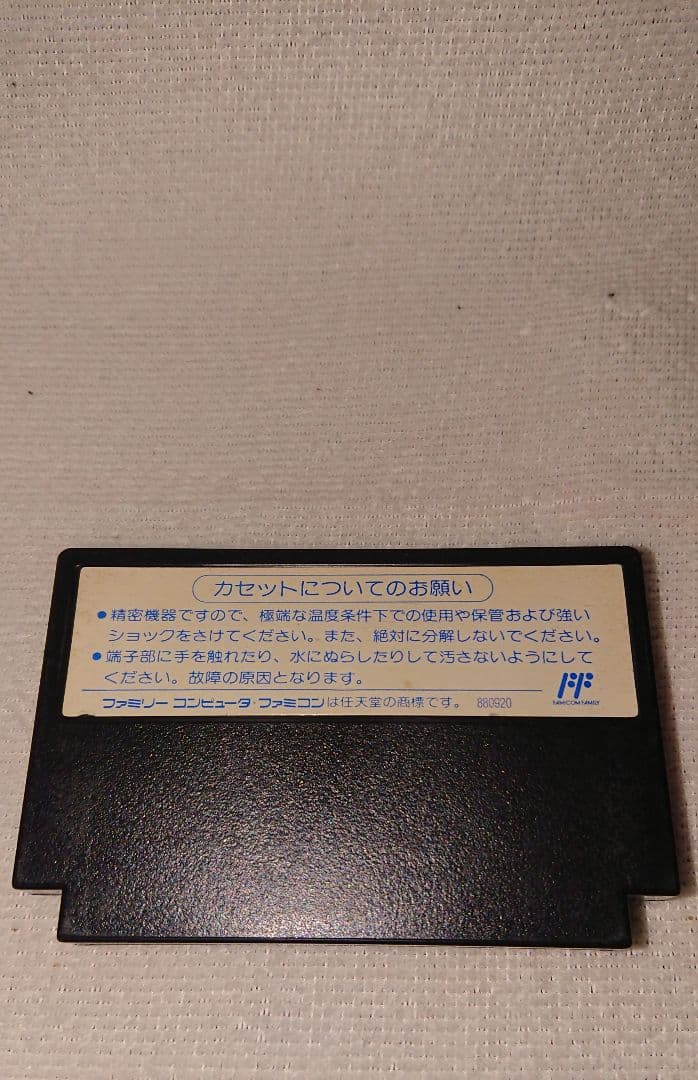 カセットについてのお願い
●精密機器ですので、極端な温度条件下での使用や保管および強い
ショックをさけてください。また、絶対に分解しないでください。
●端子部に手を触れたり、水にぬらしたりして汚さないようにして
ください。故障の原因となります。
ファミリー コンピュータ・ファミコンは任天堂の商標です。 880920
FF
FAMICOM FAMILY